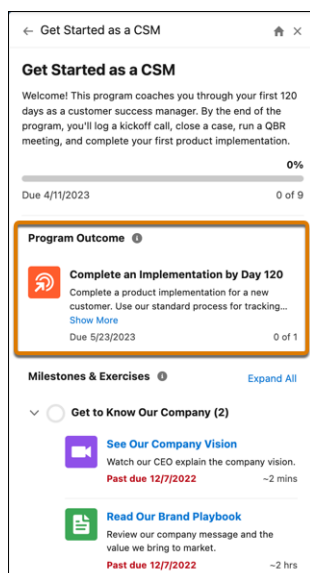 Get Started as a CSM
Get Started as a CSM
Welcome! This program coaches you through your first 120
days as a customer success manager. By the end of the
program, you'll log a kickoff call, close a case, run a QBR
meeting, and complete your first product implementation.
0%
Due 4/11/2023 0 of 9
Program Outcome
Complete an Implementation by Day 120
Complete a product implementation for a new
customer. Use our standard process for tracking...
Show More
Due 5/23/2023 0 of 1
Milestones & Exercises Expand All
Get to Know Our Company (2)
See Our Company Vision
Watch our CEO explain the company vision.
Past due 12/7/2022 ~2 mins
Read Our Brand Playbook
Review our company message and the
value we bring to market.
Past due 12/7/2022 ~2 hrs